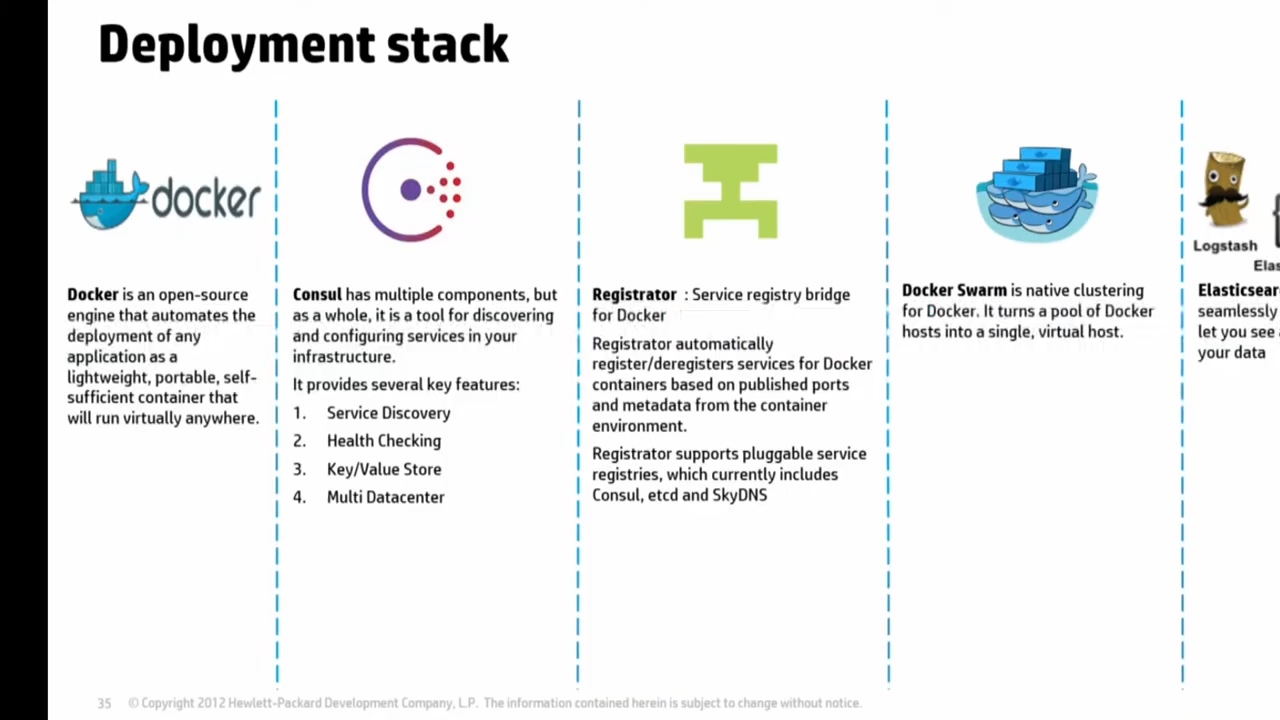 Deployment stack
docker
Docker is an open-source
engine that automates the
deployment of any
application as a
lightweight, portable, self-
sufficient container that
will run virtually anywhere.
Consul has multiple components, but
as a whole, it is a tool for discovering
and configuring services in your
infrastructure.
It provides several key features:
1. Service Discovery
2. Health Checking
3. Key/Value Store
4. Multi Datacenter
Registrator : Service registry bridge
for Docker
Registrator automatically
register/deregisters services for Docker
containers based on published ports
and metadata from the container
environment.
Registrator supports pluggable service
registries, which currently includes
Consul, etcd and SkyDNS
Docker Swarm is native clustering
for Docker. It turns a pool of Docker
hosts into a single, virtual host.
Logstash
Elas
Elasticsear
seamlessly
let you see
your data
35 © Copyright 2012 Hewlett-Packard Development Company, L.P. The information contained herein is subject to change without notice.